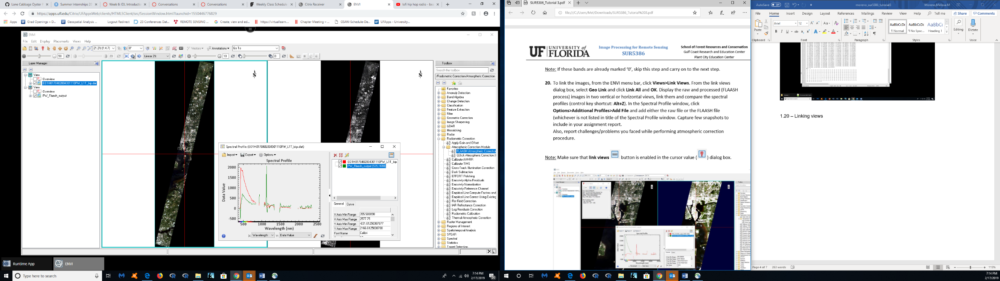 Lone Cabbage Oyster F
Summer Internships 20
Week 6: IDL Introductic
Conversations
Conversations
Weekly Class Schedule
Citrix Receiver
ENVI
lofi hip hop radio - bea
https://apps.ufl.edu/Citrix/UFAppsWeb/clients/HTML5Client/src/SessionWindow.html?launchid=1550446776829
Apps
Grad Openings » D...
Geospatial Analysis ...
Logout Redirect
23 Conferences Dat...
REMOTE SENSING ...
Create, view and ed...
https://virtuallearn...
Chapter Meeting – ...
GSAW-Schedule-De...
UFApps - University...
ENVI
File Edit Display Placemarks Views Help
21.2% (1:4.7)
0°
Vectors
Annotations
Go To
50
20
Linear 2%
10
0
Layer Manager
View
Overview
EO1H0170402004301110PW_L1T_bip.dat
View
Overview
PW_Flaash_output
N
N
Spectral Profile (EO1H0170402004301110PW_L1T_bip.dat)
Import
Export
Options
Spectral Profile
2000
1500
1000
500
0
-500
Data Value
500 1000 1500 2000 2500
Wavelength (nm)
X: Wavelength
Y: Data Value
EO1H0170402004301110PW_L1T_bip.
PW_Flaash_output (535,1690)
General Curve
X Axis Min Range 355.588898
X Axis Max Range 2577.75
Y Axis Min Range -631.61250387877
Y Axis Max Range 2166.6125038788
Font Name Calibri
Toolbox
Search the toolbox
/Radiometric Correction/Atmospheric Correction
Favorites
Anomaly Detection
Band Algebra
Change Detection
Classification
Feature Extraction
Filter
Geometric Correction
Image Sharpening
LiDAR
Mosaicking
Radar
Radiometric Correction
Apply Gain and Offset
Atmospheric Correction Module
FLAASH Atmospheric Correction
QUick Atmospheric Correction (
Calibrate AVHRR
Calibrate TIMS
Cross-Track Illumination Correction
Dark Subtraction
EFFORT Polishing
Emissivity Alpha Residuals
Emissivity Normalization
Emissivity Reference Channel
Empirical Line Compute Factors and
Empirical Line Correct Using Existing
Flat Field Correction
IAR Reflectance Correction
Log Residuals Correction
Radiometric Calibration
Thermal Atmospheric Correction
Raster Management
Regions of Interest
Spatiotemporal Analysis
SPEAR
Spectral
Statistics
Target Detection
Runtime App
ENVI
Type here to search
7:14 PM
2/17/2019
20
SUR5386_Tutorial 3.pdf
file:///C:/Users/Mel/Downloads/SUR5386_Tutorial%203.pdf
UF UNIVERSITY of
FLORIDA
Image Processing for Remote Sensing
SUR5386
School of Forest Resources and Conservation
Gulf Coast Research and Education Center
Plant City Education Center
Note: If these bands are already marked ‘0’, skip this step and carry on to the next step.
20. To link the images, from the ENVI menu bar, click Views>Link Views. From the link views
dialog box, select Geo Link and click Link All and OK. Display the raw and processed (FLAASH
process) images in two vertical or horizontal views, link them and compare the spectral
profiles (control key shortcut: Alt+Z). In the Spectral Profile window, click
Options>Additional Profiles>Add File and add either the raw file or the FLAASH file
(whichever is not listed in title of the Spectral Profile window. Capture few snapshots to
include in your assignment report.
Also, report challenges/problems you faced while performing atmospheric correction
procedure.
Note: Make sure that link views button is enabled in the cursor value ( ) dialog box.
AutoSave Off
moreno_sur5386_tutorial3
Moreno,Melissa M
File Home Insert Design Layout References Mailings Review View Help Tell me
Share
Comments
Paste
Clipboard
Arial
12
Font
Paragraph
AaBbCcDc
¶ Normal
AaBbCcDc
¶ No Spac...
AaBbCc
Heading 1
Styles
Editing
Dictate
Voice
1.20 – Linking views
Page 4 of 7
263 words
115%
7:14 PM
2/17/2019